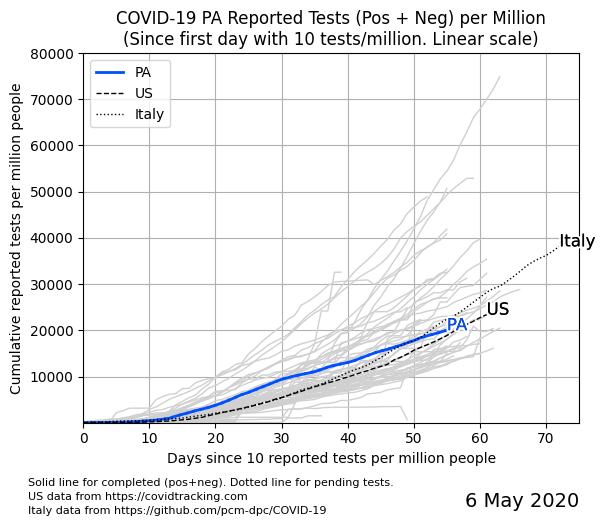 COVID-19 PA Reported Tests (Pos + Neg) per Million
(Since first day with 10 tests/million. Linear scale)
Cumulative reported tests per million people
80000
70000
60000
50000
40000
30000
20000
10000
PA
US
Italy
Italy
US
PA
0 10 20 30 40 50 60 70
Days since 10 reported tests per million people
Solid line for completed (pos+neg). Dotted line for pending tests.
US data from https://covidtracking.com
Italy data from https://github.com/pcm-dpc/COVID-19
6 May 2020